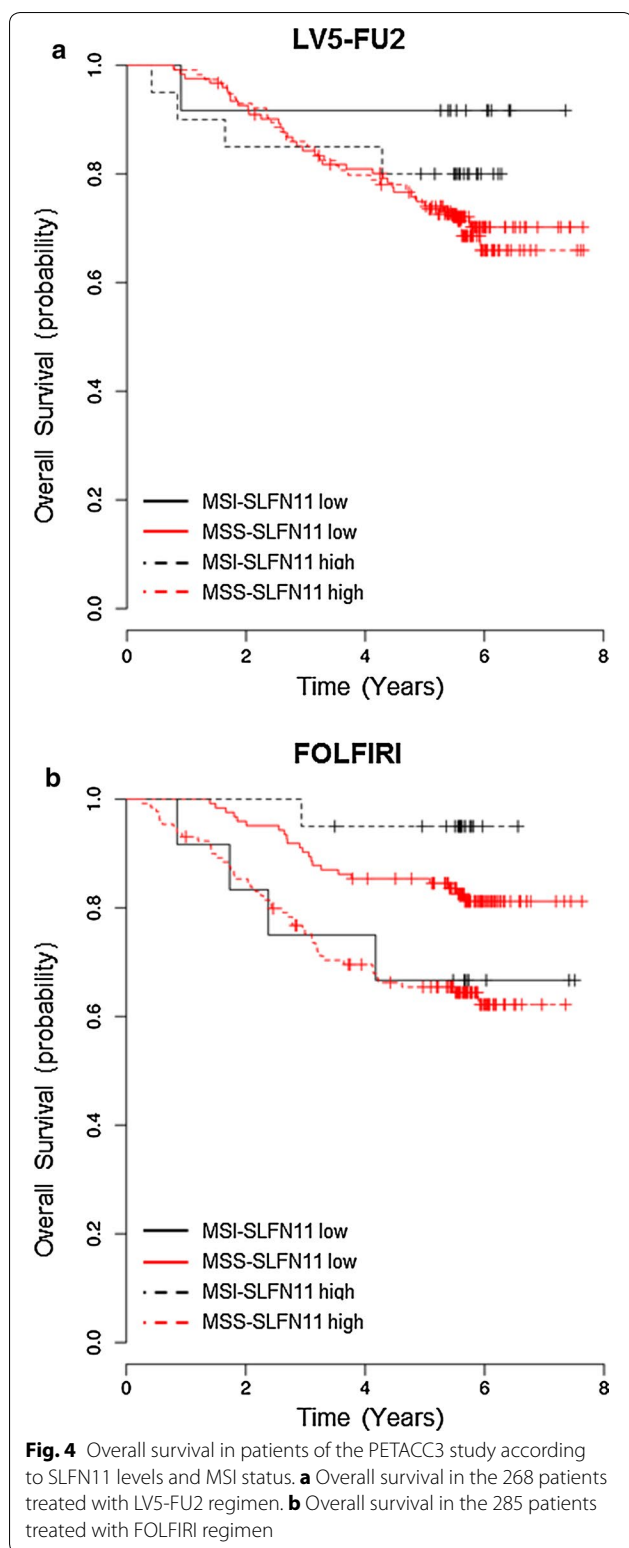 a
LV5-FU2
1.0
0.8
0.6
0.4
0.2
0.0
Overall Survival (probability)
MSI-SLFN11 low
MSS-SLFN11 low
MSI-SLFN11 high
MSS-SLFN11 high
0 2 4 6 8
Time (Years)
b
FOLFIRI
1.0
0.8
0.6
0.4
0.2
0.0
Overall Survival (probability)
MSI-SLFN11 low
MSS-SLFN11 low
MSI-SLFN11 high
MSS-SLFN11 high
0 2 4 6 8
Time (Years)
Fig. 4 Overall survival in patients of the PETACC3 study according
to SLFN11 levels and MSI status. a Overall survival in the 268 patients
treated with LV5-FU2 regimen. b Overall survival in the 285 patients
treated with FOLFIRI regimen